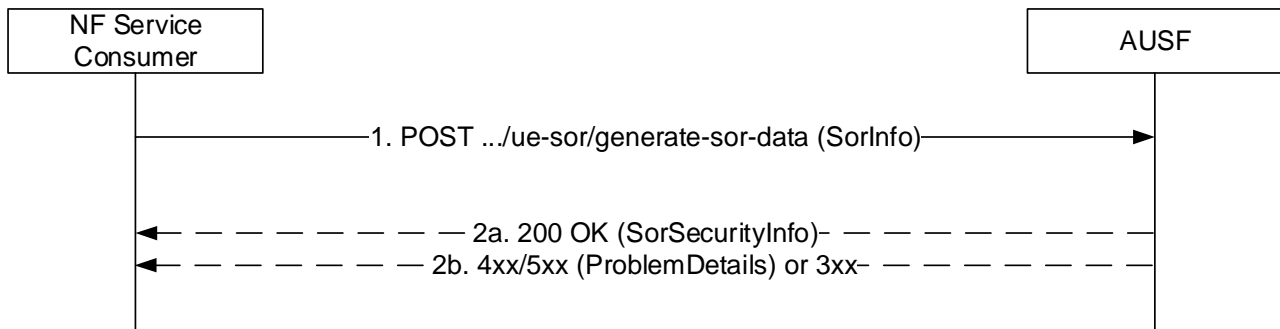 NF Service
Consumer
AUSF
1. POST .../ue-sor/generate-sor-data (SorInfo)
2a. 200 OK (SorSecurityInfo)
2b. 4xx/5xx (ProblemDetails) or 3xx